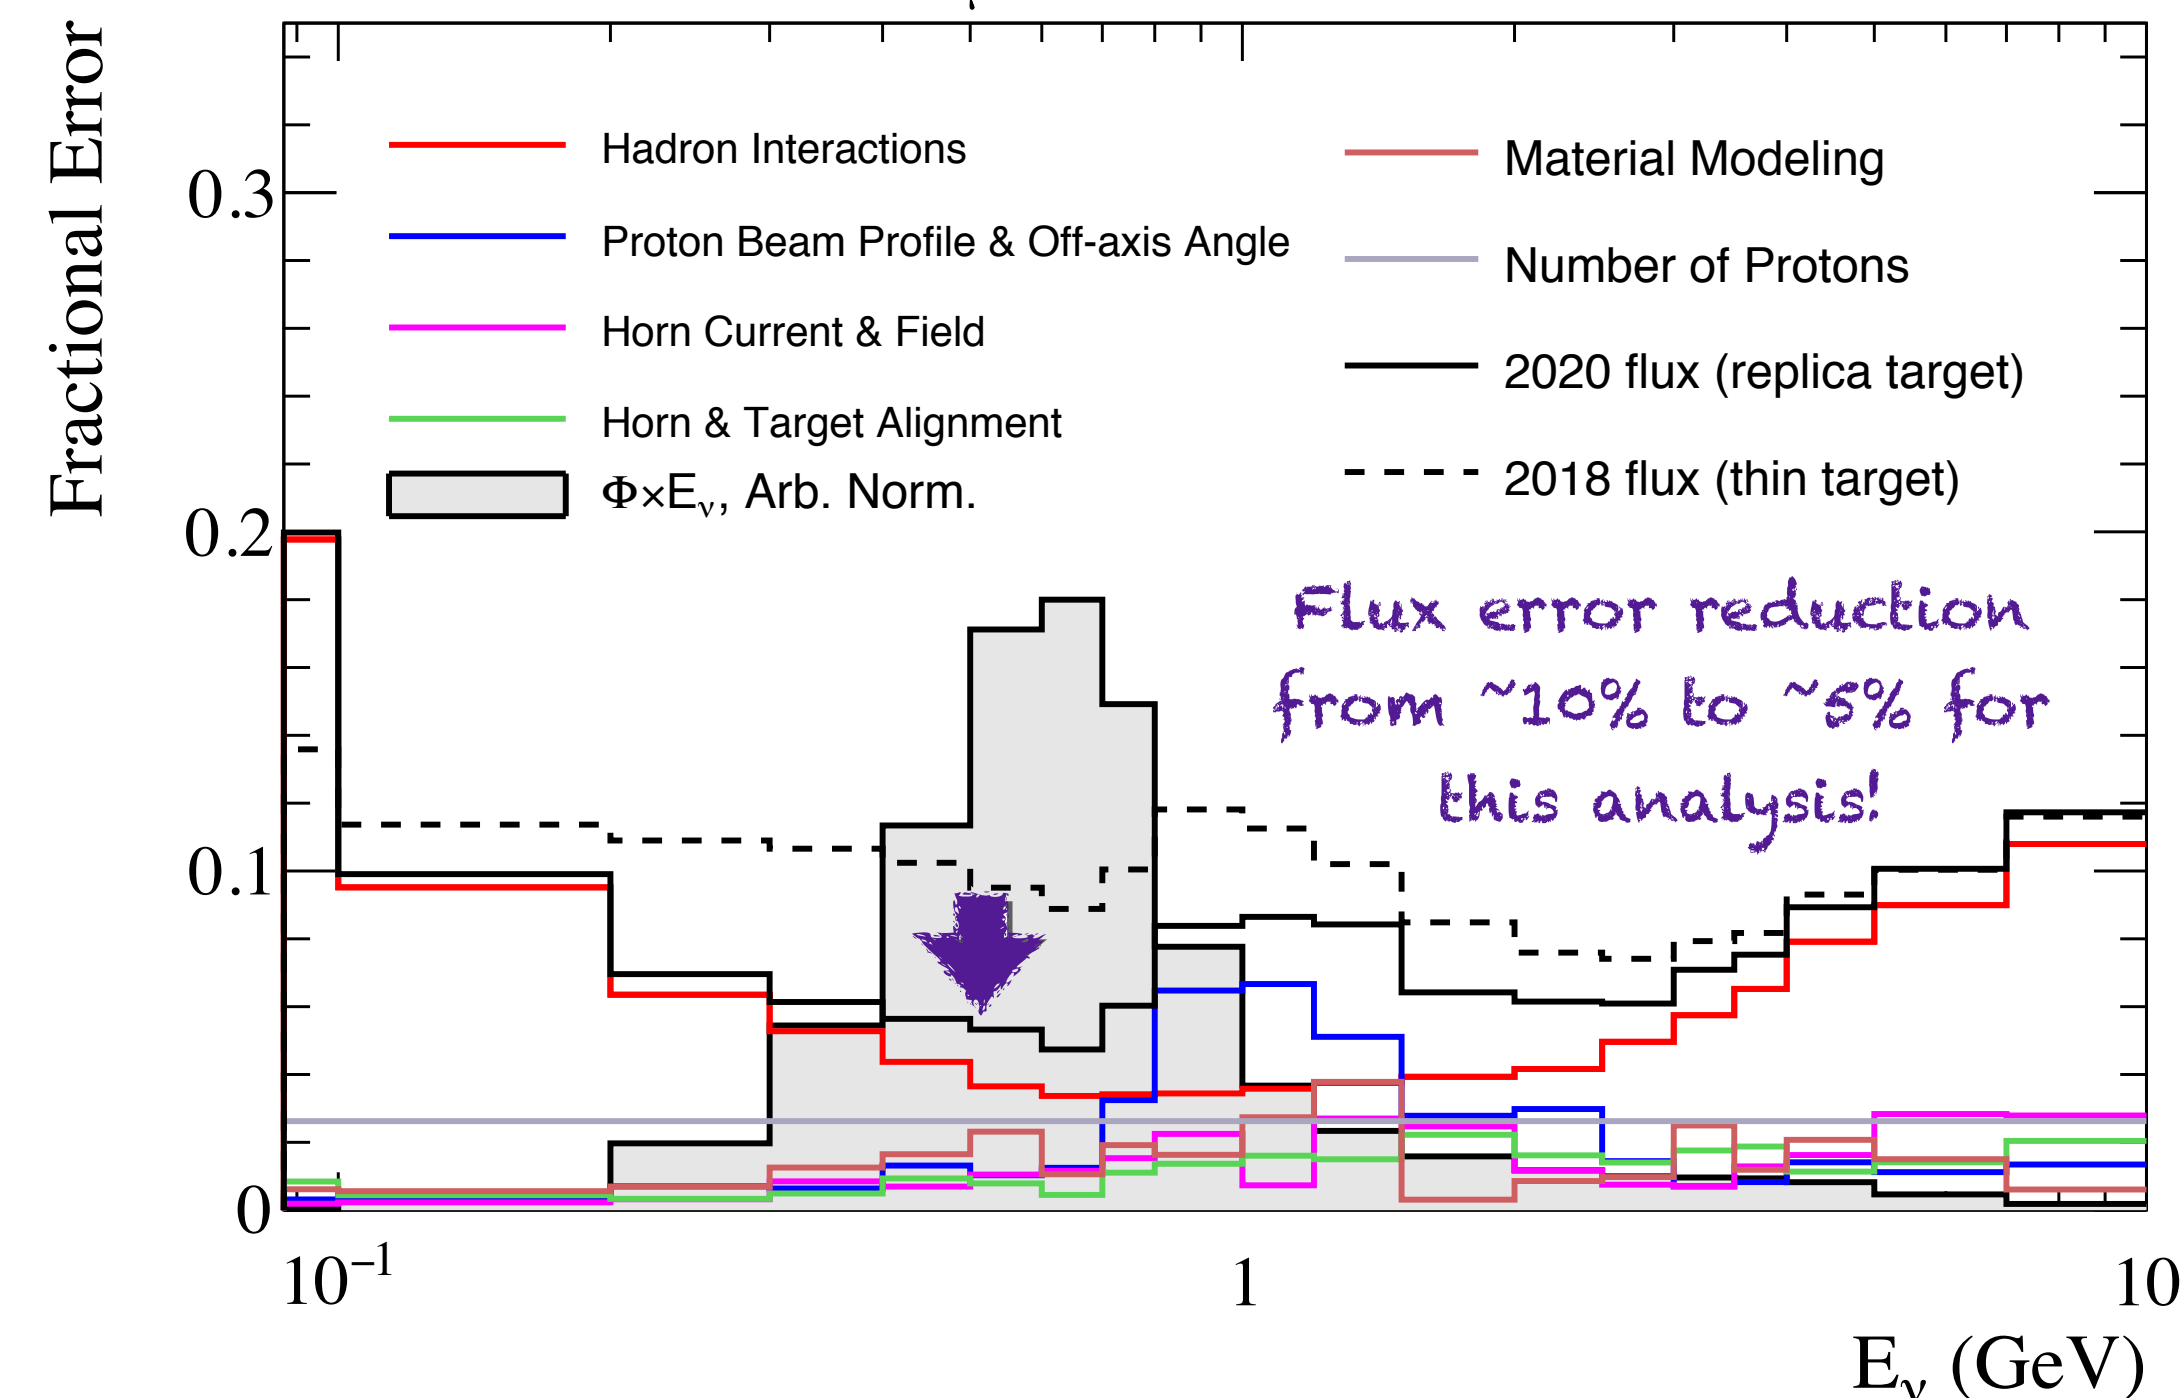 Fractional Error
0.3
0.2
0.1
0
Hadron Interactions
Proton Beam Profile & Off-axis Angle
Horn Current & Field
Horn & Target Alignment
Φ×Eν, Arb. Norm.
Material Modeling
Number of Protons
2020 flux (replica target)
2018 flux (thin target)
Flux error reduction
from ~10% to ~5% for
this analysis!
10⁻¹ 1 10
Eν (GeV)